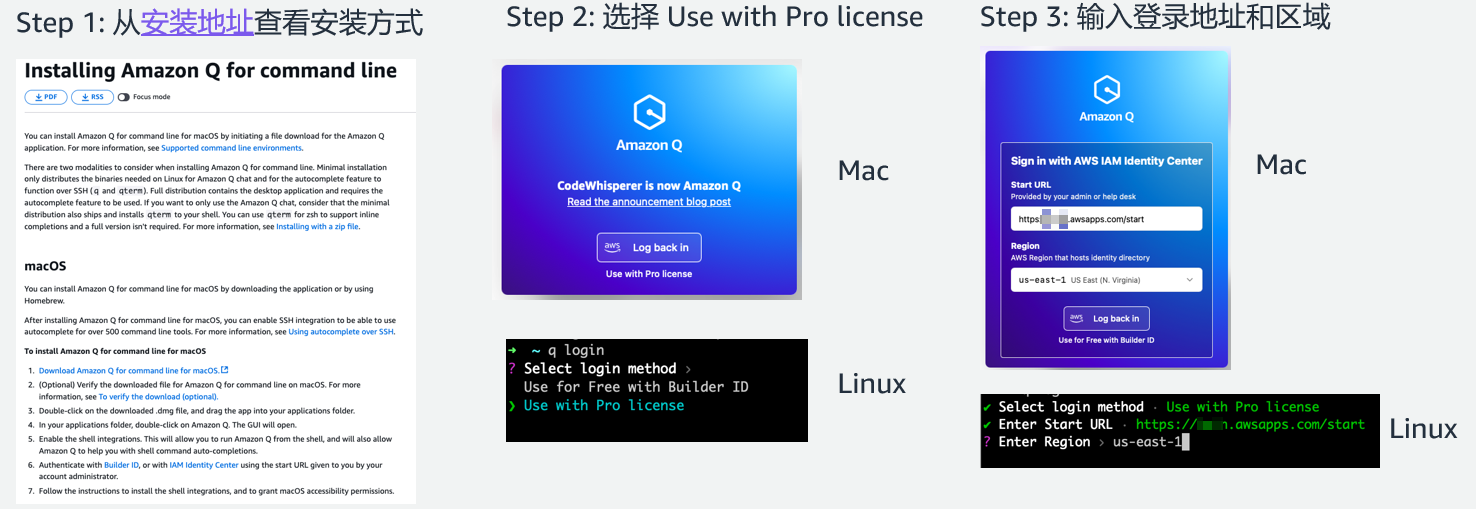 Step 1: 从安装地址查看安装方式
Installing Amazon Q for command line
PDF
RSS
Focus mode
You can install Amazon Q for command line for macOS by initiating a file download for the Amazon Q
application. For more information, see Supported command line environments.
There are two modalities to consider when installing Amazon Q for command line. Minimal installation
only distributes the binaries needed on Linux for Amazon Q chat and for the autocomplete feature to
function over SSH (q and qterm). Full distribution contains the desktop application and requires the
autocomplete feature to be used. If you want to only use the Amazon Q chat, consider that the minimal
distribution also ships and installs qterm to your shell. You can use qterm for zsh to support inline
completions and a full version isn't required. For more information, see Installing with a zip file.
macOS
You can install Amazon Q for command line for macOS by downloading the application or by using
Homebrew.
After installing Amazon Q for command line for macOS, you can enable SSH integration to be able to use
autocomplete for over 500 command line tools. For more information, see Using autocomplete over SSH.
To install Amazon Q for command line for macOS
1. Download Amazon Q for command line for macOS.
2. (Optional) Verify the downloaded file for Amazon Q for command line on macOS. For more
information, see To verify the download (optional).
3. Double-click on the downloaded .dmg file, and drag the app into your applications folder.
4. In your applications folder, double-click on Amazon Q. The GUI will open.
5. Enable the shell integrations. This will allow you to run Amazon Q from the shell, and will also allow
Amazon Q to help you with shell command auto-completions.
6. Authenticate with Builder ID, or with IAM Identity Center using the start URL given to you by your
account administrator.
7. Follow the instructions to install the shell integrations, and to grant macOS accessibility permissions.
Step 2: 选择 Use with Pro license
Amazon Q
CodeWhisperer is now Amazon Q
Read the announcement blog post
aws Log back in
Use with Pro license
Mac
➜ ~ q login
? Select login method ›
Use for Free with Builder ID
❯ Use with Pro license
Linux
Step 3: 输入登录地址和区域
Amazon Q
Sign in with AWS IAM Identity Center
Start URL
Provided by your admin or help desk
https: .awsapps.com/start
Region
AWS Region that hosts identity directory
us-east-1 US East (N. Virginia)
aws Log back in
Use for Free with Builder ID
Mac
✔ Select login method · Use with Pro license
✔ Enter Start URL · https:// n.awsapps.com/start
? Enter Region › us-east-1
Linux